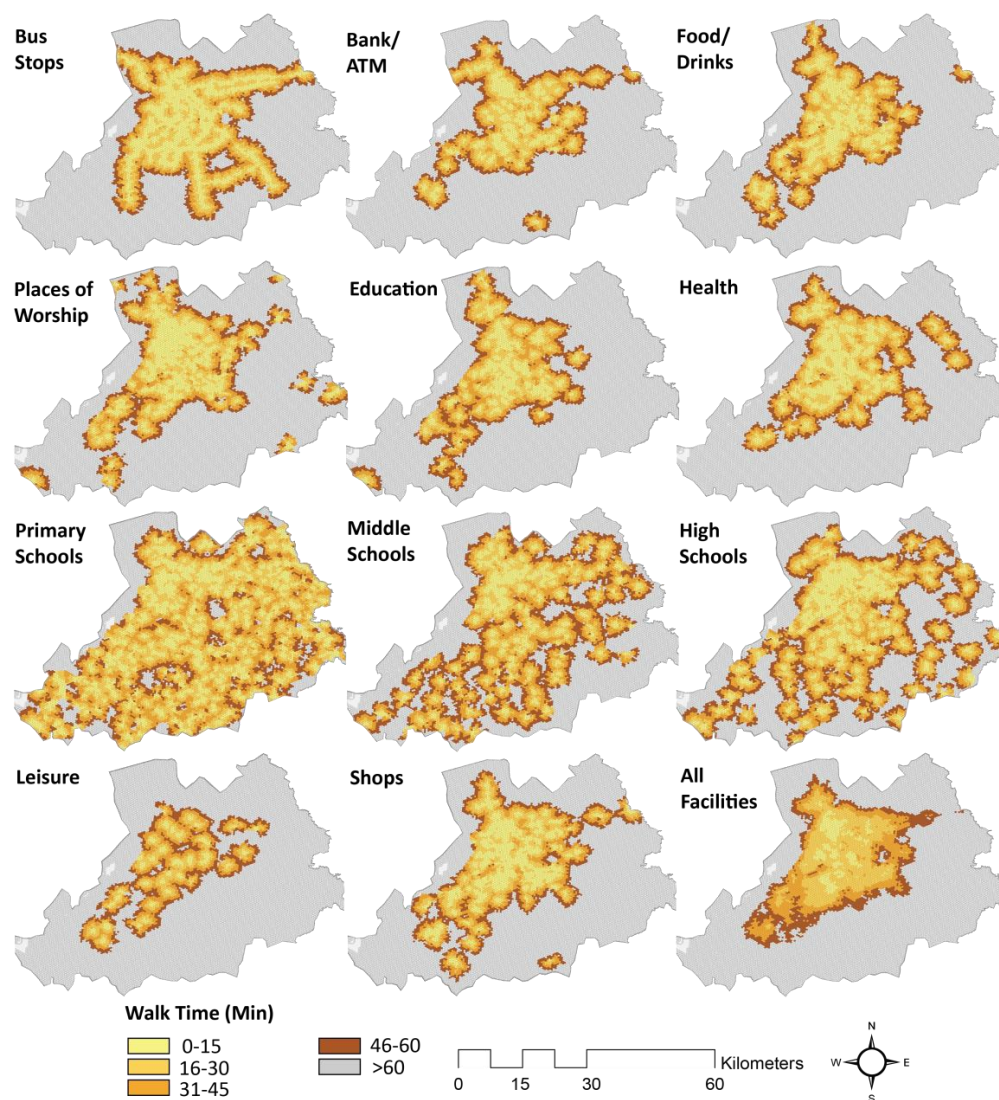 Bus
Stops
Bank/
ATM
Food/
Drinks
Places of
Worship
Education
Health
Primary
Schools
Middle
Schools
High
Schools
Leisure
Shops
All
Facilities
Walk Time (Min)
0-15
16-30
31-45
46-60
>60
Kilometers
0 15 30 60
N
W E
S